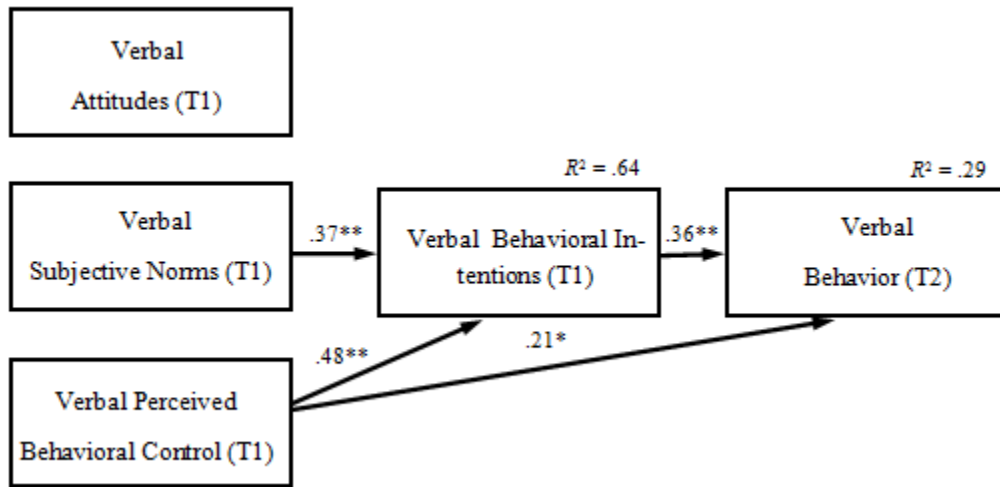 Verbal
Attitudes (T1)
R² = .64
R² = .29
Verbal
Subjective Norms (T1)
.37**
Verbal Behavioral In-
tentions (T1)
.36**
Verbal
Behavior (T2)
.48**
.21*
Verbal Perceived
Behavioral Control (T1)